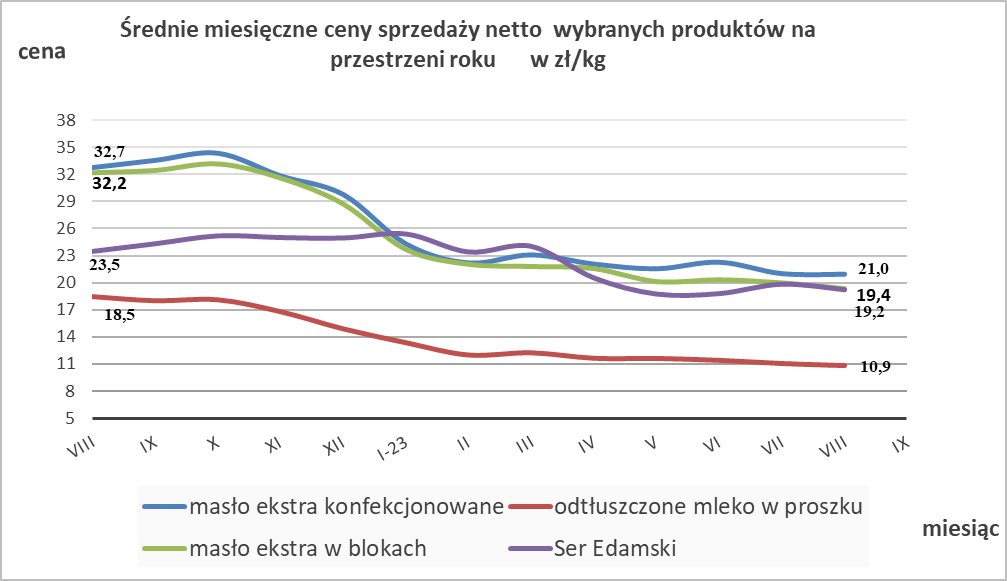 Średnie miesięczne ceny sprzedaży netto wybranych produktów na
przestrzeni roku w zł/kg
cena
38
35
32
29
26
23
20
17
14
11
8
5
32,7
32,2
23,5
18,5
21,0
19,4
19,2
10,9
VIII
IX
X
XI
XII
I-23
II
III
IV
V
VI
VII
VIII
IX
miesiąc
masło ekstra konfekcjonowane
odtłuszczone mleko w proszku
masło ekstra w blokach
Ser Edamski